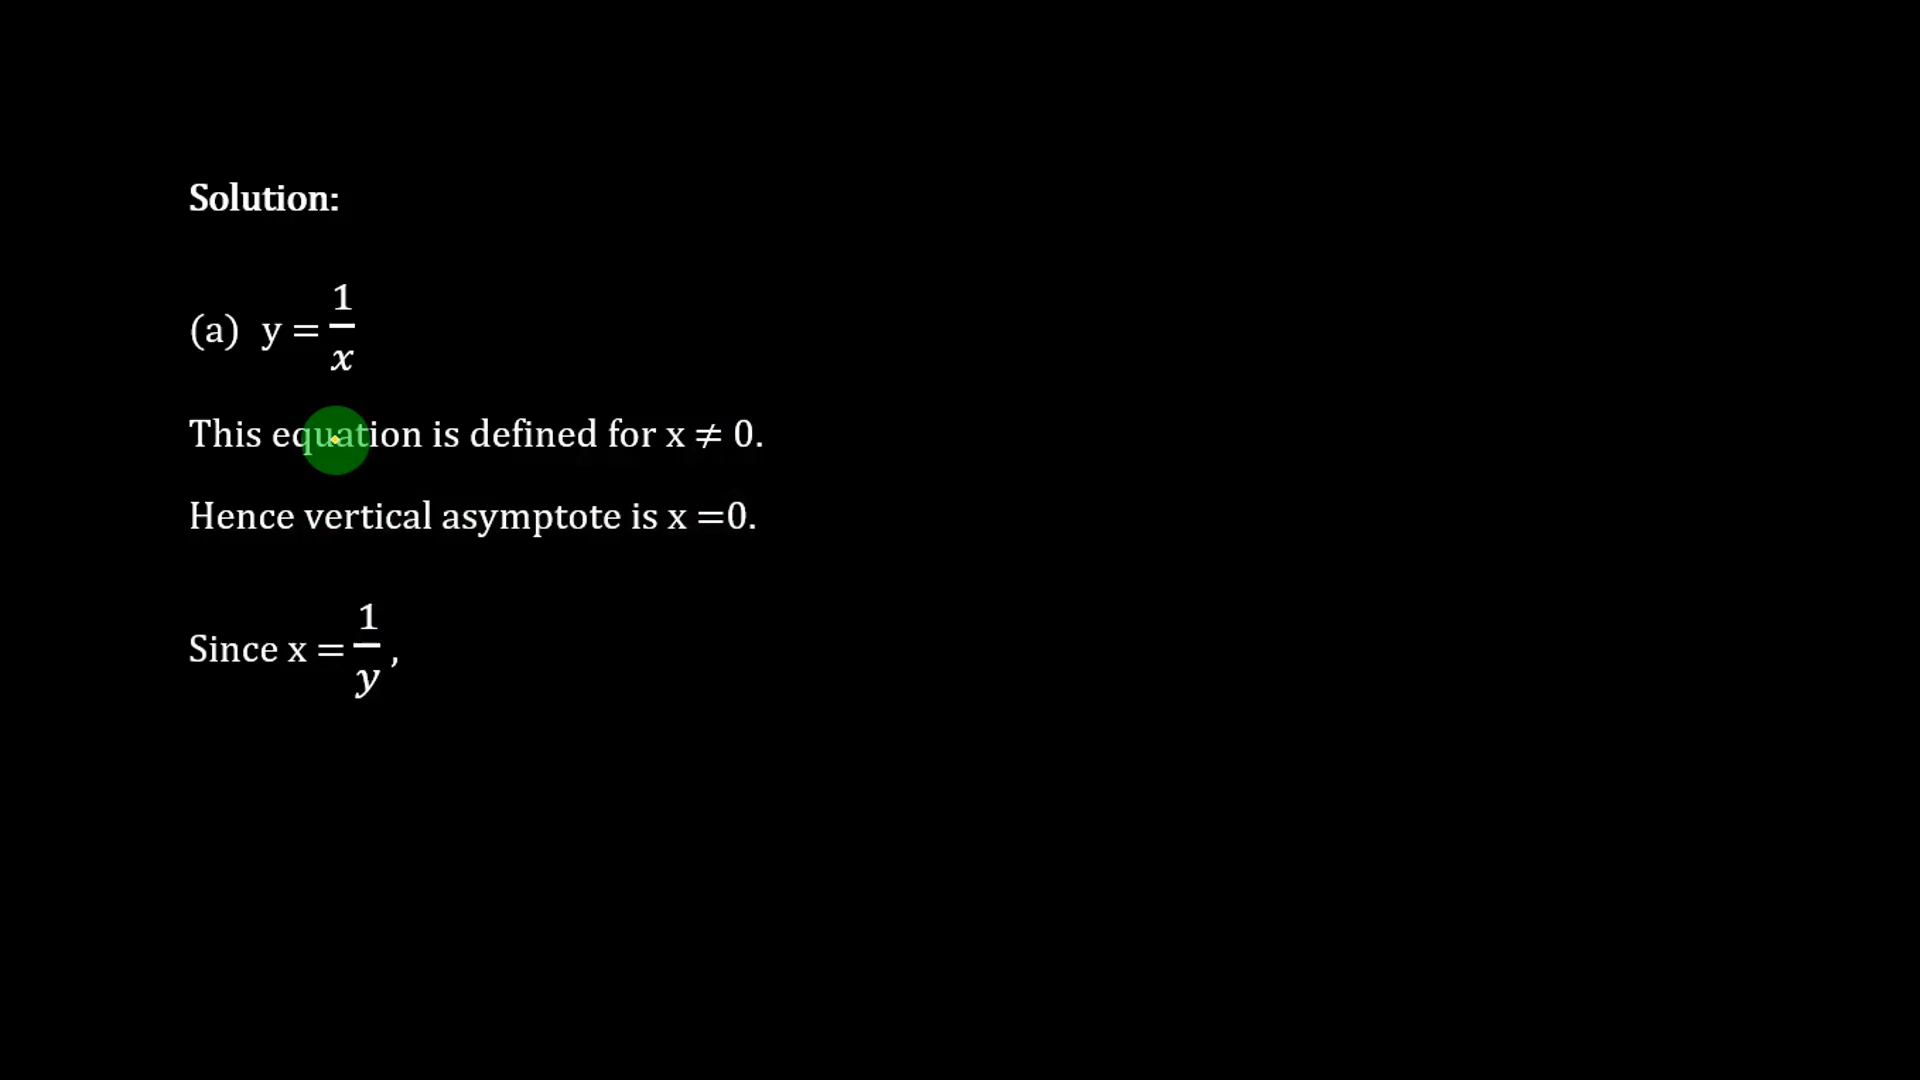 Solution:
(a) y = 1/x
This equation is defined for x ≠ 0.
Hence vertical asymptote is x =0.
Since x = 1/y ,